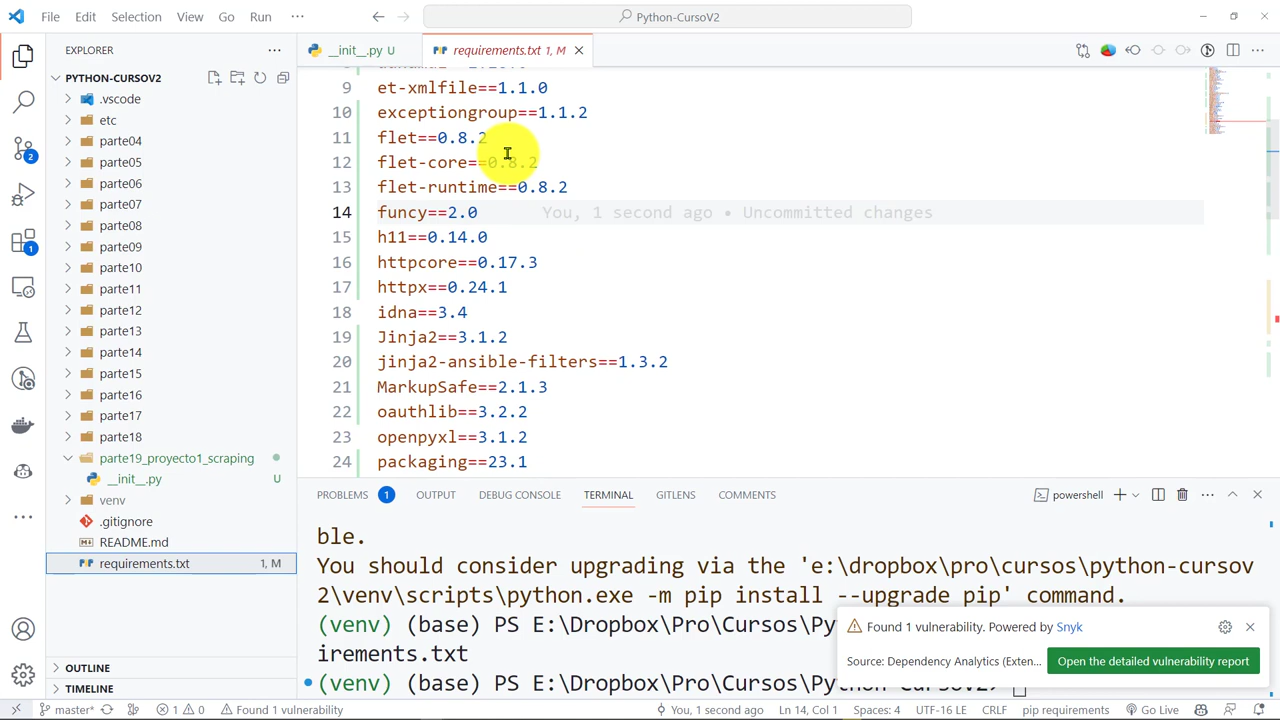 File Edit Selection View Go Run ··· Python-CursoV2
EXPLORER
PYTHON-CURSOV2
.vscode
etc
parte04
parte05
parte06
parte07
parte08
parte09
parte10
parte11
parte12
parte13
parte14
parte15
parte16
parte17
parte18
parte19_proyecto1_scraping
__init__.py U
venv
.gitignore
README.md
requirements.txt 1, M
OUTLINE
TIMELINE
2
1
__init__.py U requirements.txt 1, M
9 et-xmlfile==1.1.0
10 exceptiongroup==1.1.2
11 flet==0.8.2
12 flet-core==0.8.2
13 flet-runtime==0.8.2
14 funcy==2.0 You, 1 second ago • Uncommitted changes
15 h11==0.14.0
16 httpcore==0.17.3
17 httpx==0.24.1
18 idna==3.4
19 Jinja2==3.1.2
20 jinja2-ansible-filters==1.3.2
21 MarkupSafe==2.1.3
22 oauthlib==3.2.2
23 openpyxl==3.1.2
24 packaging==23.1
PROBLEMS 1 OUTPUT DEBUG CONSOLE TERMINAL GITLENS COMMENTS powershell
ble.
You should consider upgrading via the 'e:\dropbox\pro\cursos\python-cursov
2\venv\scripts\python.exe -m pip install --upgrade pip' command.
(venv) (base) PS E:\Dropbox\Pro\Cursos\Py
irements.txt
(venv) (base) PS E:\Dropbox\Pro\Cursos\Py
Found 1 vulnerability. Powered by Snyk
Source: Dependency Analytics (Exten... Open the detailed vulnerability report
master* 1 0 Found 1 vulnerability You, 1 second ago Ln 14, Col 1 Spaces: 4 UTF-16 LE CRLF pip requirements Go Live